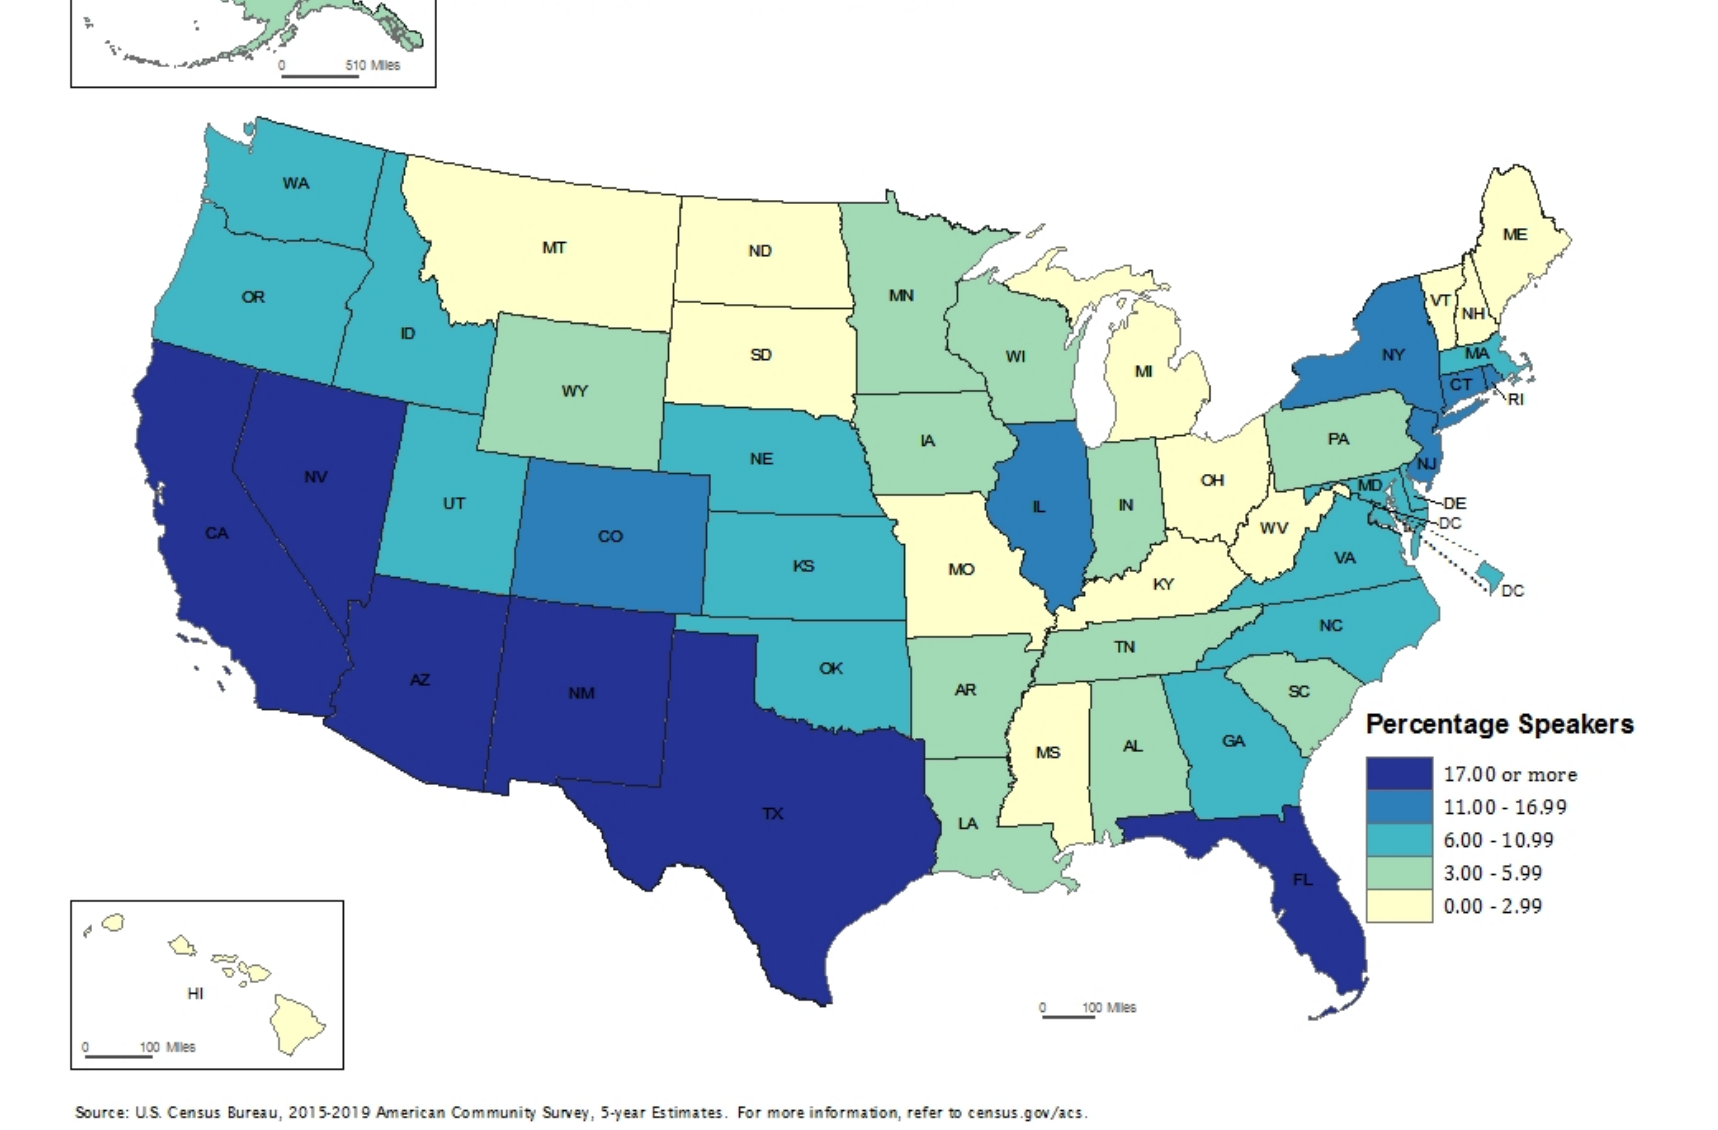 0 510 Miles
WA
MT
ND
ME
OR
MN
VT
NH
ID
WI
NY
MA
SD
MI
CT
WY
RI
IA
PA
NE
NJ
NV
UT
OH
MD
CA
IL
IN
DE
DC
CO
WV
KS
MO
VA
KY
DC
NC
TN
OK
AZ
NM
AR
SC
Percentage Speakers
GA
AL
MS
17.00 or more
11.00 - 16.99
TX
LA
6.00 - 10.99
3.00 - 5.99
FL
0.00 - 2.99
HI
0 100 Miles
0 100 Miles
Source: U.S. Census Bureau, 2015-2019 American Community Survey, 5-year Estimates. For more information, refer to census.gov/acs.